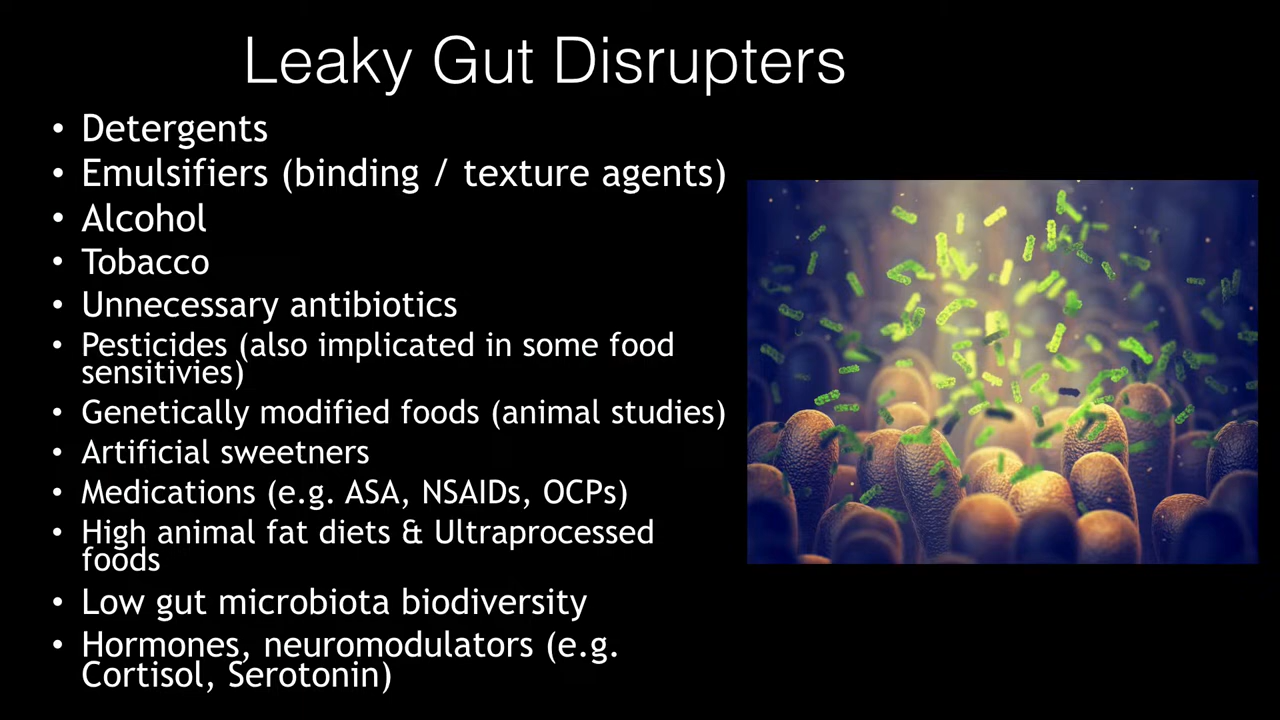 Leaky Gut Disrupters
• Detergents
• Emulsifiers (binding / texture agents)
• Alcohol
• Tobacco
• Unnecessary antibiotics
• Pesticides (also implicated in some food
sensitivies)
• Genetically modified foods (animal studies)
• Artificial sweetners
• Medications (e.g. ASA, NSAIDs, OCPs)
• High animal fat diets & Ultraprocessed
foods
• Low gut microbiota biodiversity
• Hormones, neuromodulators (e.g.
Cortisol, Serotonin)